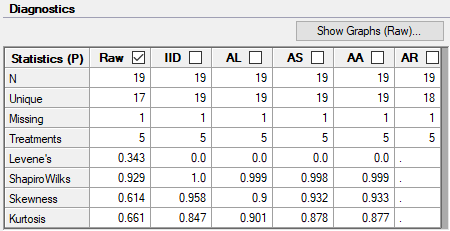 Diagnostics
Show Graphs (Raw)...
Statistics (P) Raw IID AL AS AA AR
N 19 19 19 19 19 19
Unique 17 19 19 19 19 18
Missing 1 1 1 1 1 1
Treatments 5 5 5 5 5 5
Levene's 0.343 0.0 0.0 0.0 0.0 .
ShapiroWilks 0.929 1.0 0.999 0.998 0.999 .
Skewness 0.614 0.958 0.9 0.932 0.933 .
Kurtosis 0.661 0.847 0.901 0.878 0.877 .